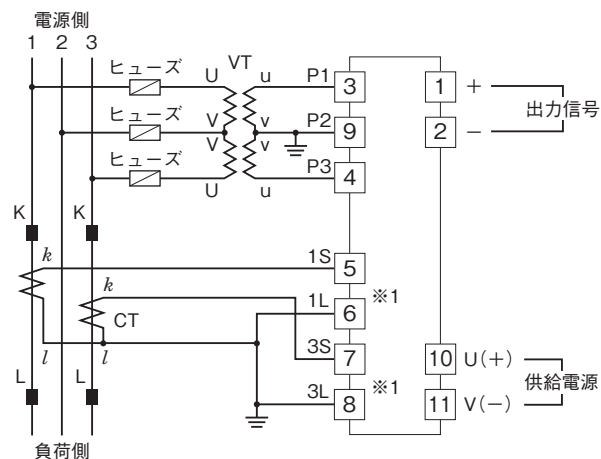 電源側
1 2 3
ヒューズ
ヒューズ
ヒューズ
VT
U u
V v
V v
U u
P1 3
P2 9
P3 4
1 +
2 −
出力信号
K K
k
k
l l
CT
L L
1S 5
1L 6 ※1
3S 7
3L 8 ※1
10 U(+)
11 V(−)
供給電源
負荷側